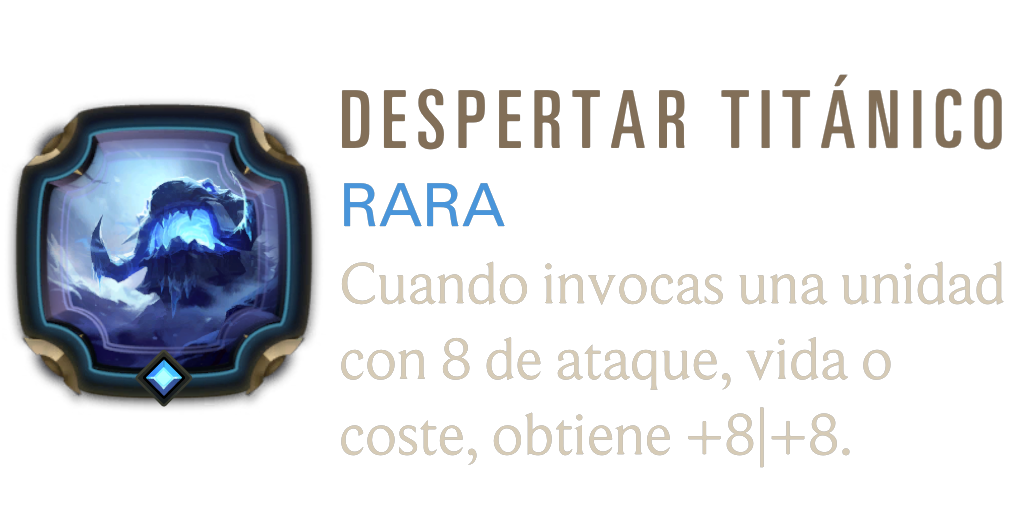 DESPERTAR TITÁNICO
RARA
Cuando invocas una unidad
con 8 de ataque, vida o
coste, obtiene +8|+8.